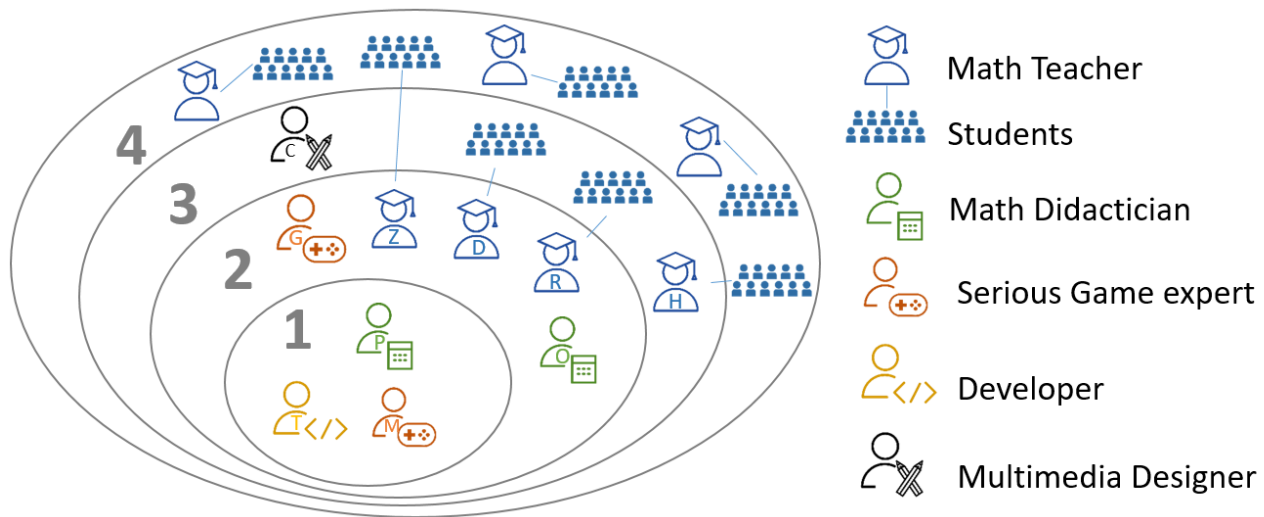 4
3
2
1
C
G
Z
D
R
H
P
O
T
</>
M
Math Teacher
Students
Math Didactician
Serious Game expert
Developer
</>
Multimedia Designer